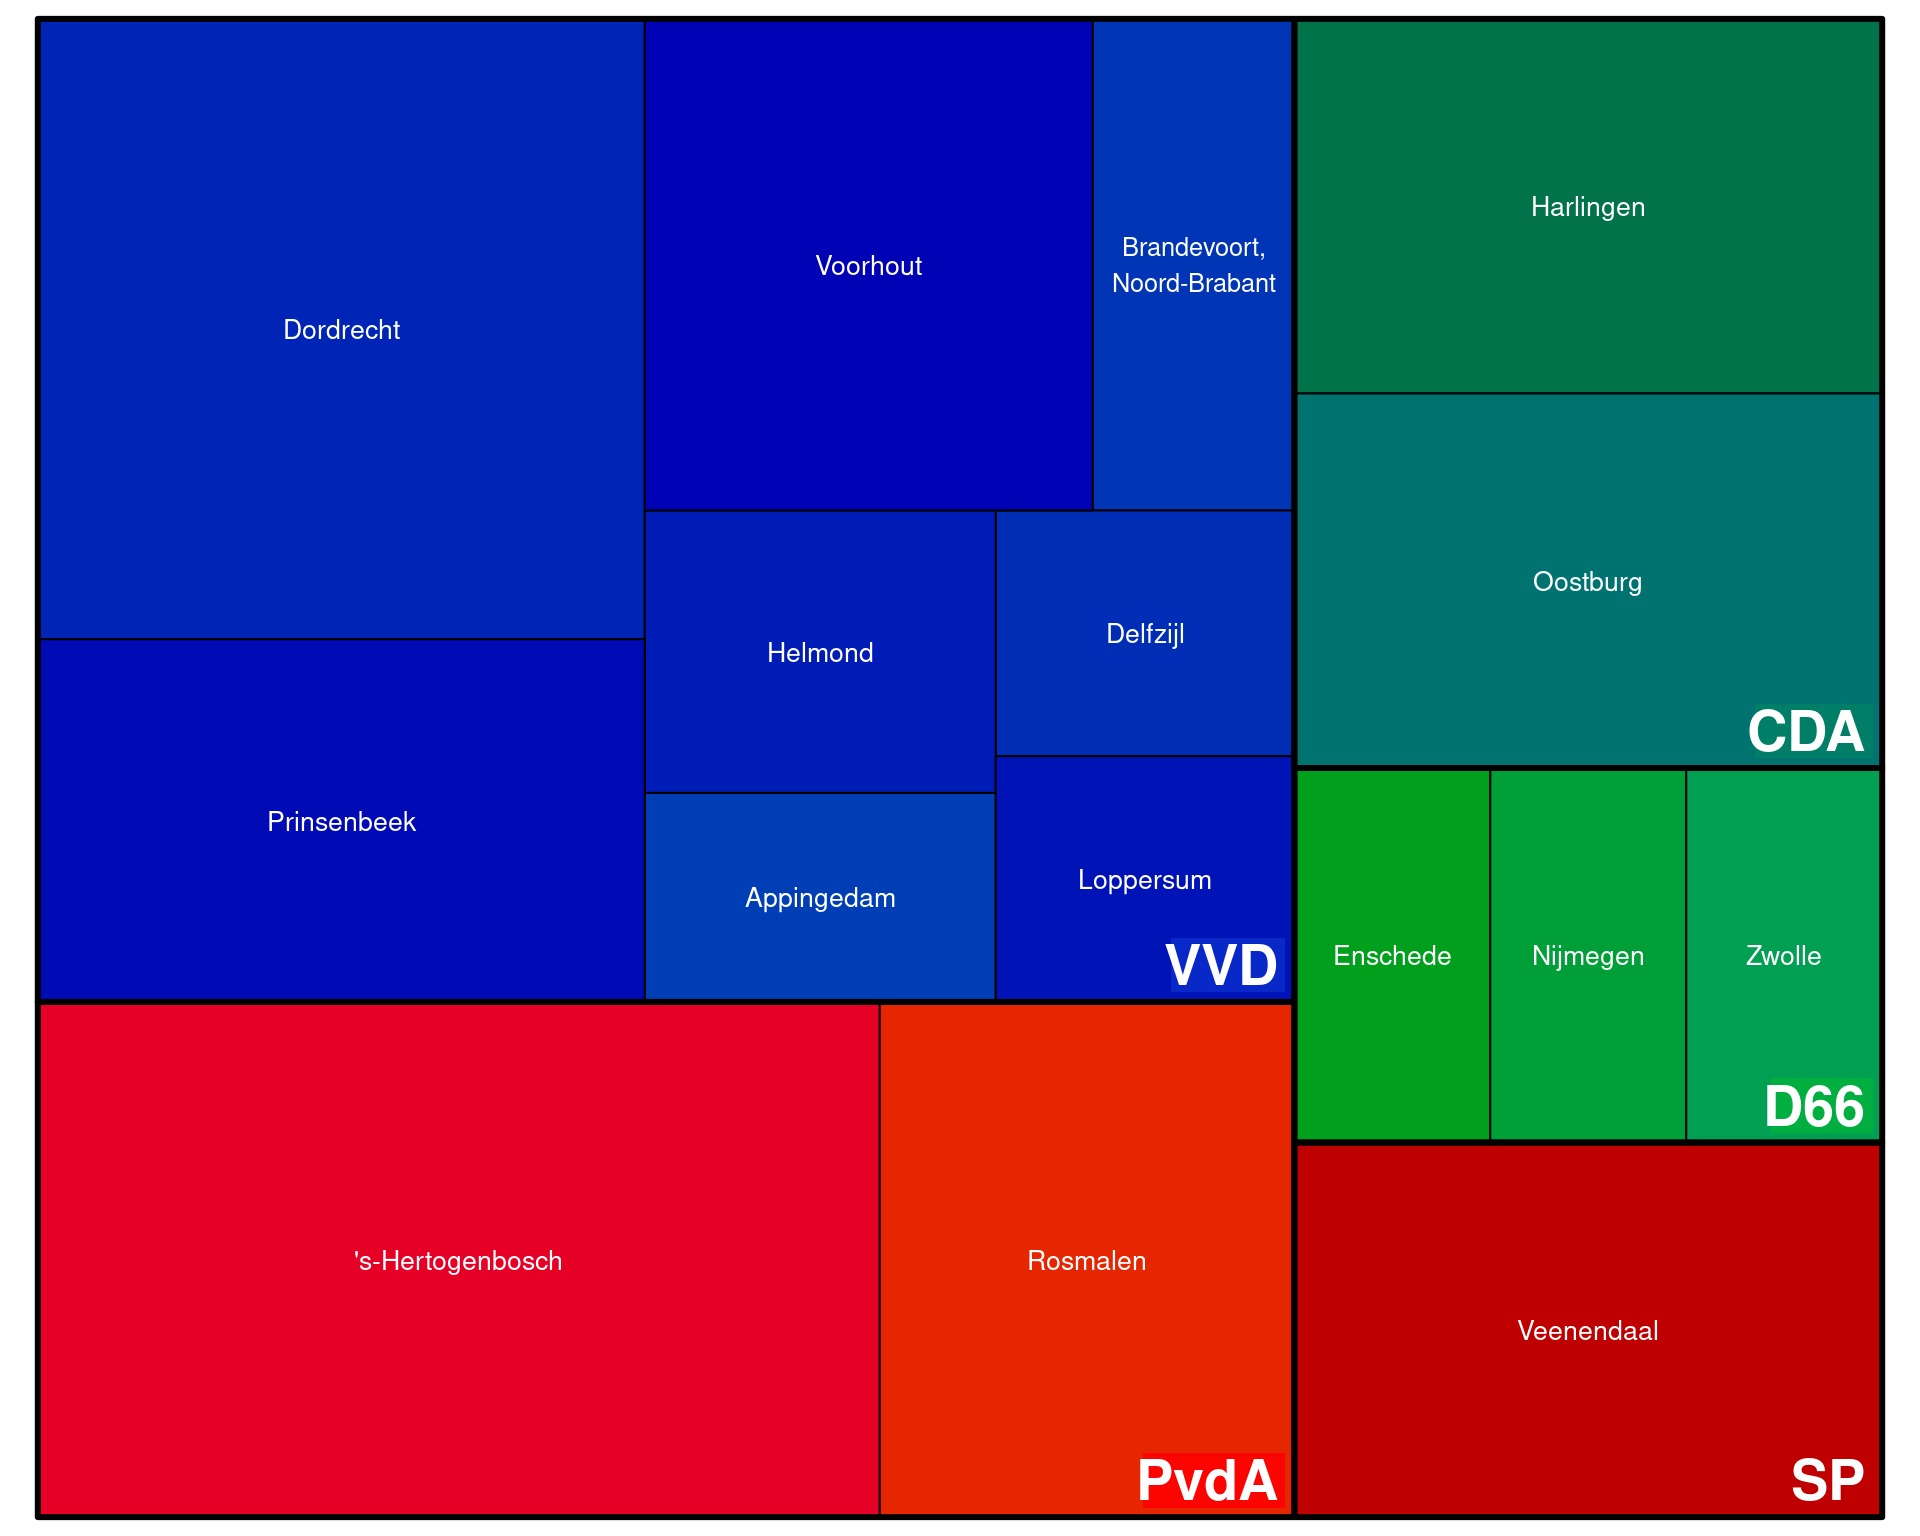 Dordrecht
Prinsenbeek
Voorhout
Brandevoort,
Noord-Brabant
Helmond
Delfzijl
Appingedam
Loppersum
VVD
's-Hertogenbosch
Rosmalen
PvdA
Harlingen
Oostburg
CDA
Enschede
Nijmegen
Zwolle
D66
Veenendaal
SP